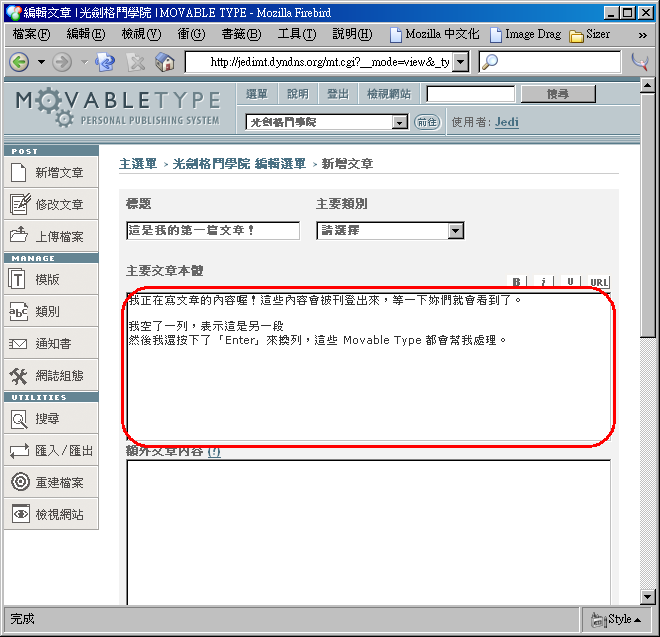 編輯文章 | 光劍格鬥學院 | MOVABLE TYPE - Mozilla Firebird
檔案(F) 編輯(E) 檢視(V) 衝(G) 書籤(B) 工具(T) 說明(H) Mozilla 中文化 Image Drag Sizer »
http://jedimt.dyndns.org/mt.cgi?__mode=view&_ty
MOVABLETYPE
PERSONAL PUBLISHING SYSTEM
選單 說明 登出 檢視網站 搜尋
光劍格鬥學院 前往 使用者: Jedi
POST
新增文章
修改文章
上傳檔案
MANAGE
模版
類別
通知書
網誌組態
UTILITIES
搜尋
匯入/匯出
重建檔案
檢視網站
主選單 > 光劍格鬥學院 編輯選單 > 新增文章
標題 主要類別
這是我的第一篇文章! 請選擇
主要文章本體 B i U URL
我正在寫文章的內容喔!這些內容會被刊登出來,等一下妳們就會看到了。
我空了一列,表示這是另一段
然後我還按下了「Enter」來換列,這些 Movable Type 都會幫我處理。
額外文章內容 (?)
完成 Style